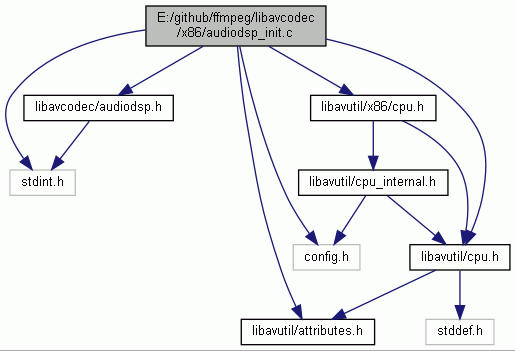 E:/github/ffmpeg/libavcodec
/x86/audiodsp_init.c
libavcodec/audiodsp.h
libavutil/x86/cpu.h
stdint.h
libavutil/cpu_internal.h
config.h
libavutil/cpu.h
libavutil/attributes.h
stddef.h